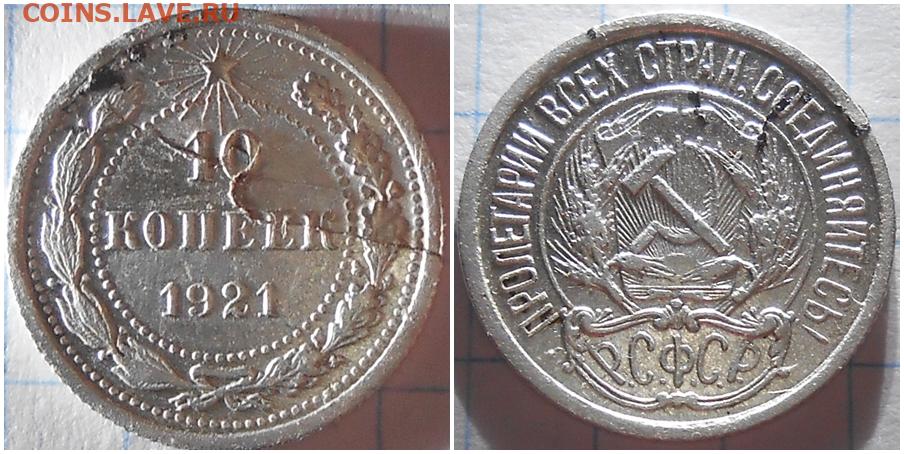 COINS.LAVE.RU
10
КОПЕЕК
1921
ПРОЛЕТАРИИ ВСЕХ СТРАН, СОЕДИНЯЙТЕСЬ!
Р.С.Ф.С.Р.